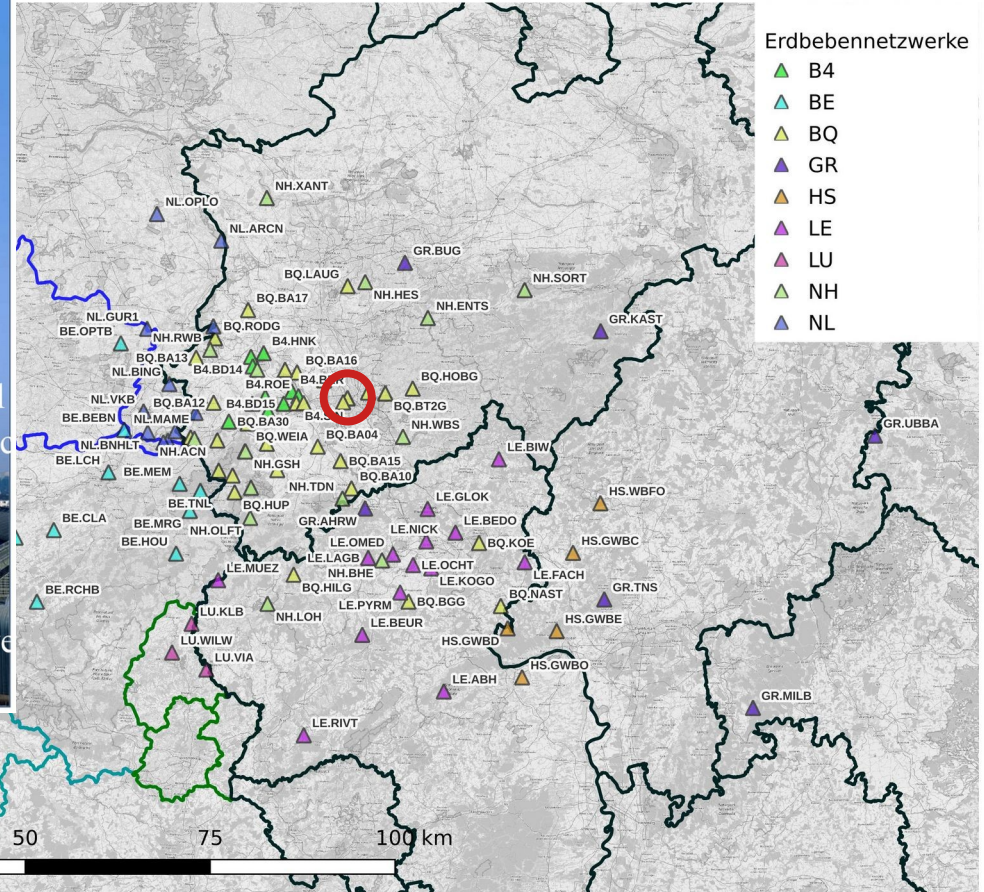 Erdbebennetzwerke
B4
BE
BQ
GR
HS
LE
LU
NH
NL
NH.XANT
NL.OPLO
NL.ARCN
GR.BUG
BQ.LAUG
NH.HES
NH.SORT
BQ.BA17
NH.ENTS
NL.GUR1
GR.KAST
BE.OPTB
BQ.RODG
NH.RWB
B4.HNK
BQ.BA13
BQ.BA16
NL.BING
B4.BD14
B4.ROE
BQ.HOBG
NL.VKB
BQ.BA12
B4.BD15
BQ.BT2G
BE.BEBN
NL.MAME
BQ.BA30
NH.WBS
GR.UBBA
NL.BNHLT
BQ.WEIA
BQ.BA04
NH.ACN
LE.BIW
BE.LCH
BE.MEM
NH.GSH
BQ.BA15
BQ.BA10
NH.TDN
LE.GLOK
HS.WBFO
BE.TNL
BQ.HUP
BE.CLA
BE.MRG
NH.OLFT
GR.AHRW
LE.NICK
LE.BEDO
BE.HOU
LE.OMED
BQ.KOE
HS.GWBC
LE.LAGB
LE.OCHT
LE.MUEZ
NH.BHE
LE.KOGO
LE.FACH
BE.RCHB
BQ.HILG
GR.TNS
LE.PYRM
BQ.BGG
BQ.NAST
LU.KLB
NH.LOH
LE.BEUR
HS.GWBE
LU.WILW
HS.GWBD
LU.VIA
HS.GWBO
LE.ABH
GR.MILB
LE.RIVT
50
75
100 km